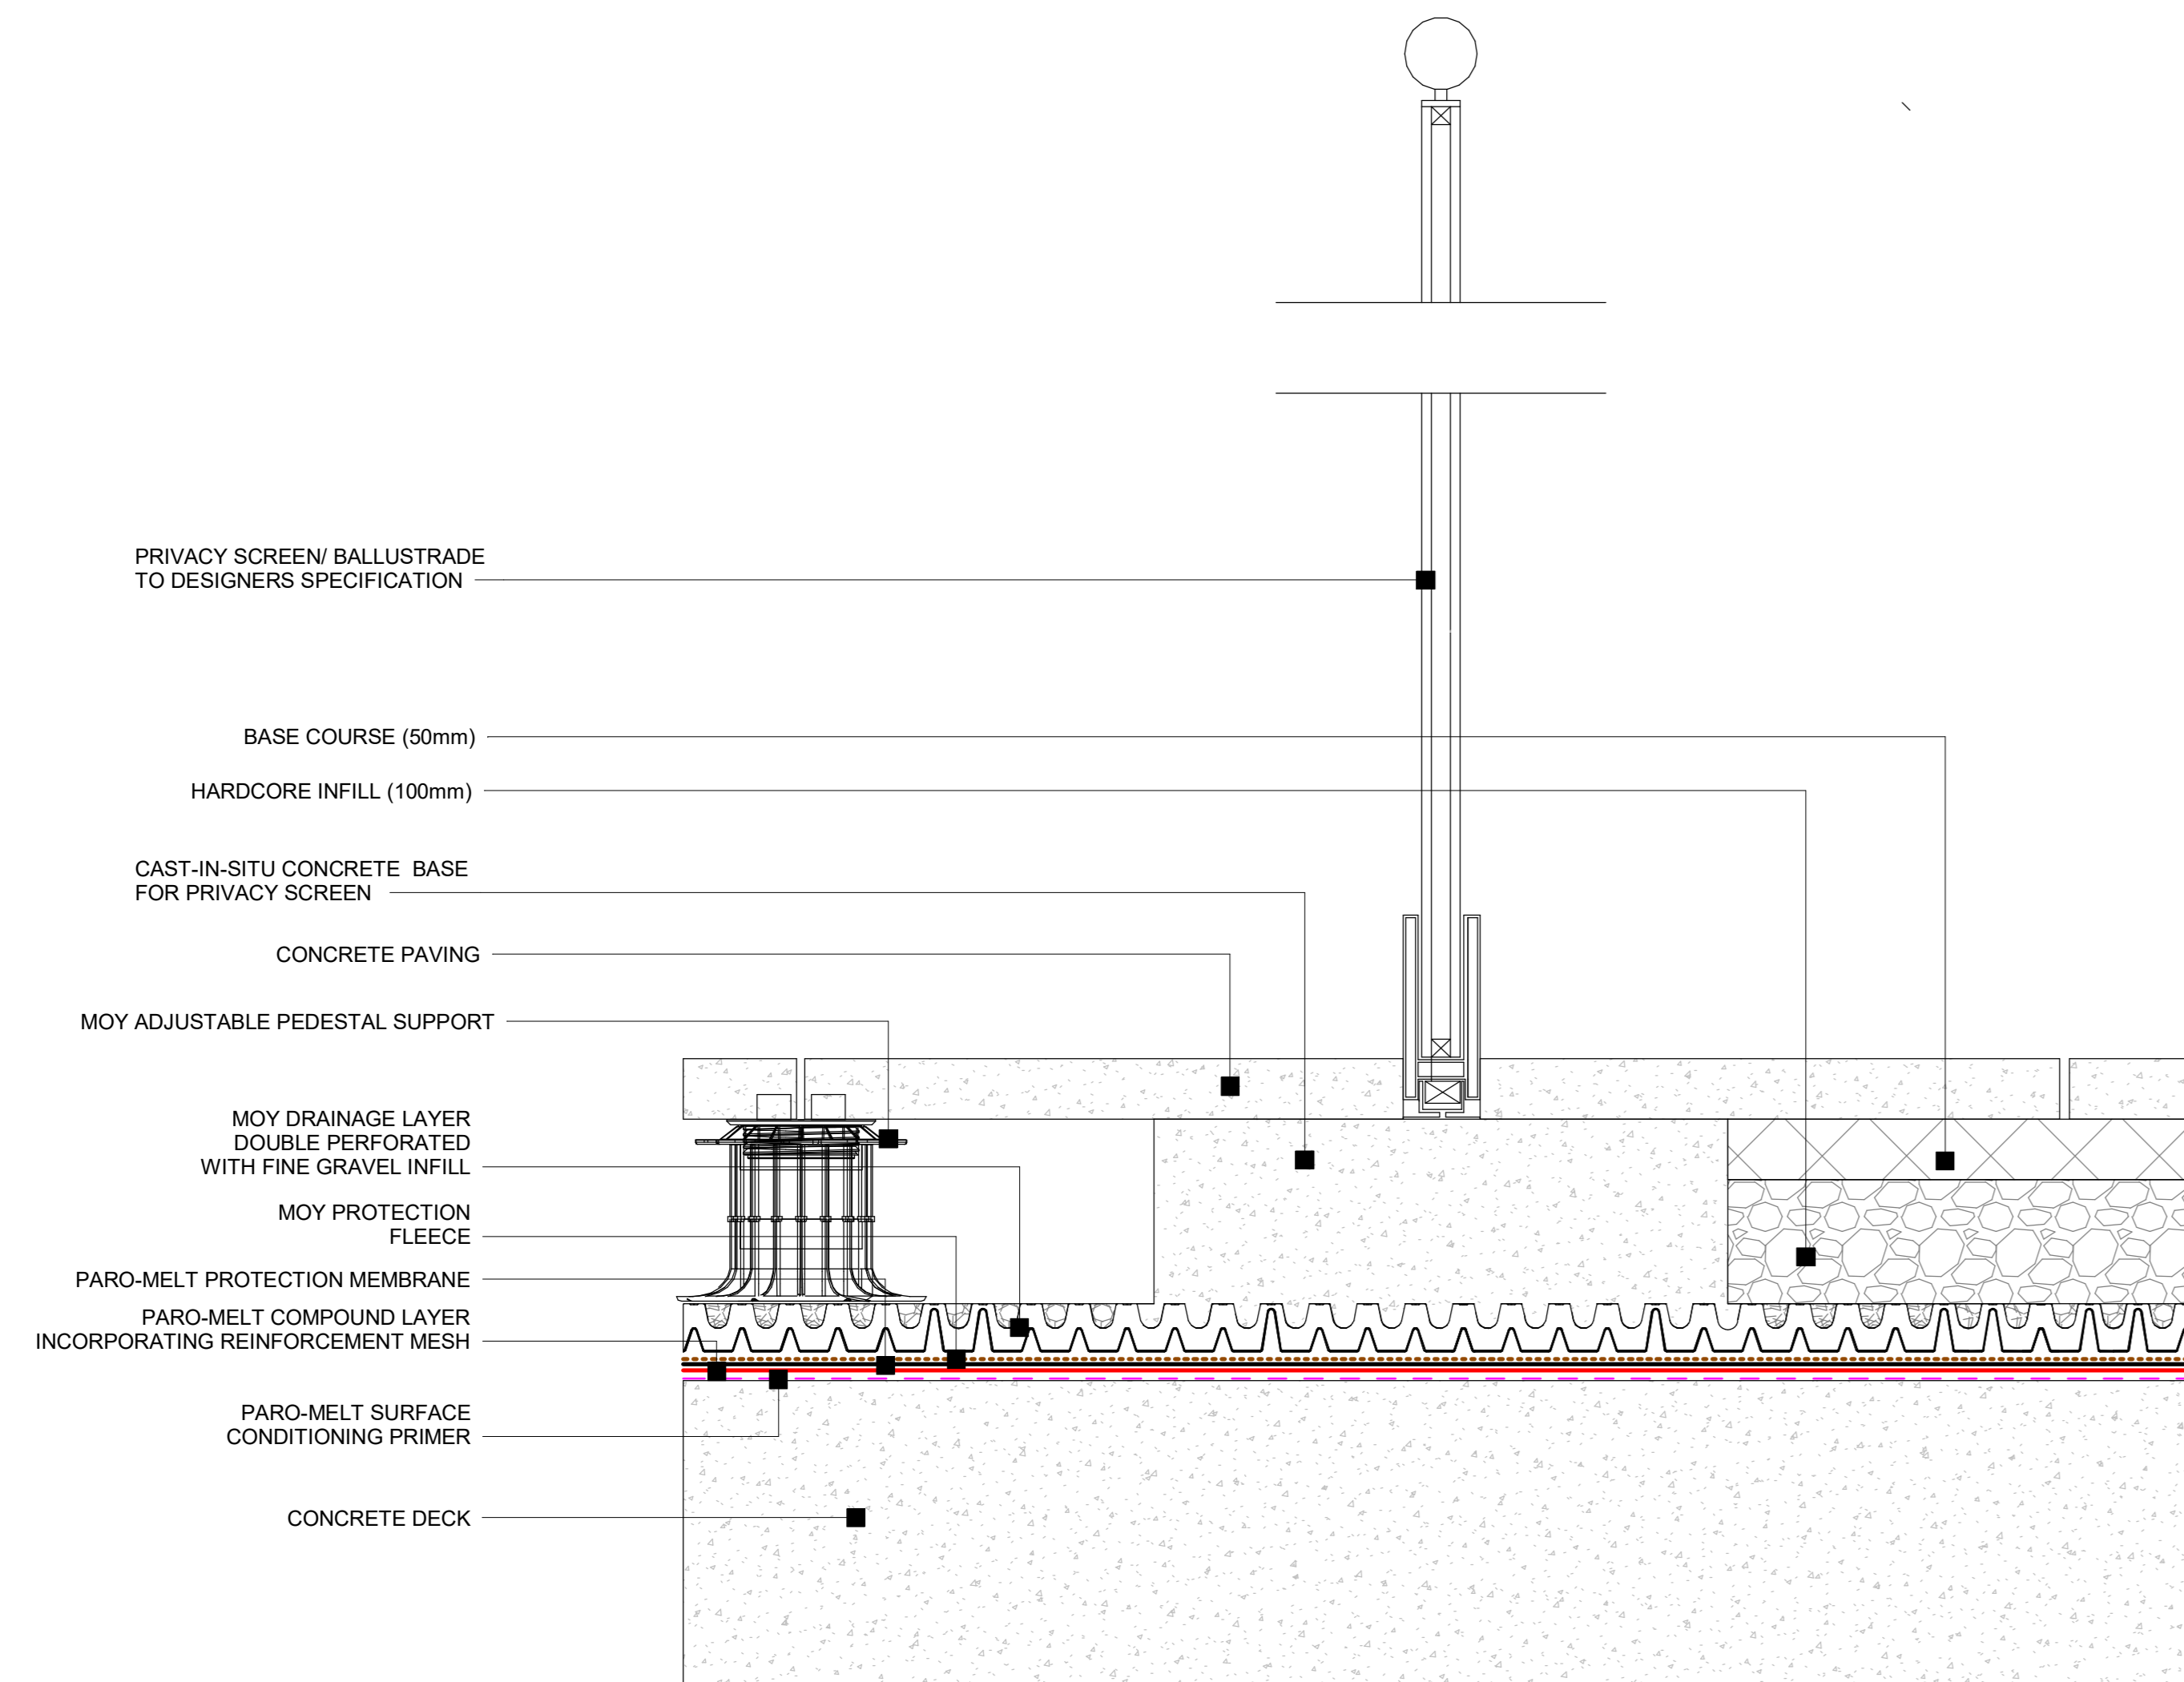 PRIVACY SCREEN/ BALLUSTRADE
TO DESIGNERS SPECIFICATION
BASE COURSE (50mm)
HARDCORE INFILL (100mm)
CAST-IN-SITU CONCRETE  BASE
FOR PRIVACY SCREEN
CONCRETE PAVING
MOY ADJUSTABLE PEDESTAL SUPPORT
MOY DRAINAGE LAYER
DOUBLE PERFORATED
WITH FINE GRAVEL INFILL
MOY PROTECTION
FLEECE
PARO-MELT PROTECTION MEMBRANE
PARO-MELT COMPOUND LAYER
INCORPORATING REINFORCEMENT MESH
PARO-MELT SURFACE
CONDITIONING PRIMER
CONCRETE DECK